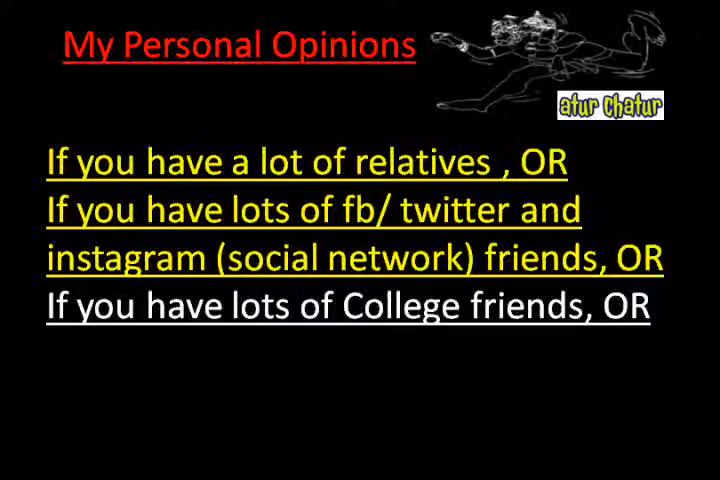 My Personal Opinions
atur chatur
If you have a lot of relatives , OR
If you have lots of fb/ twitter and
instagram (social network) friends, OR
If you have lots of College friends, OR